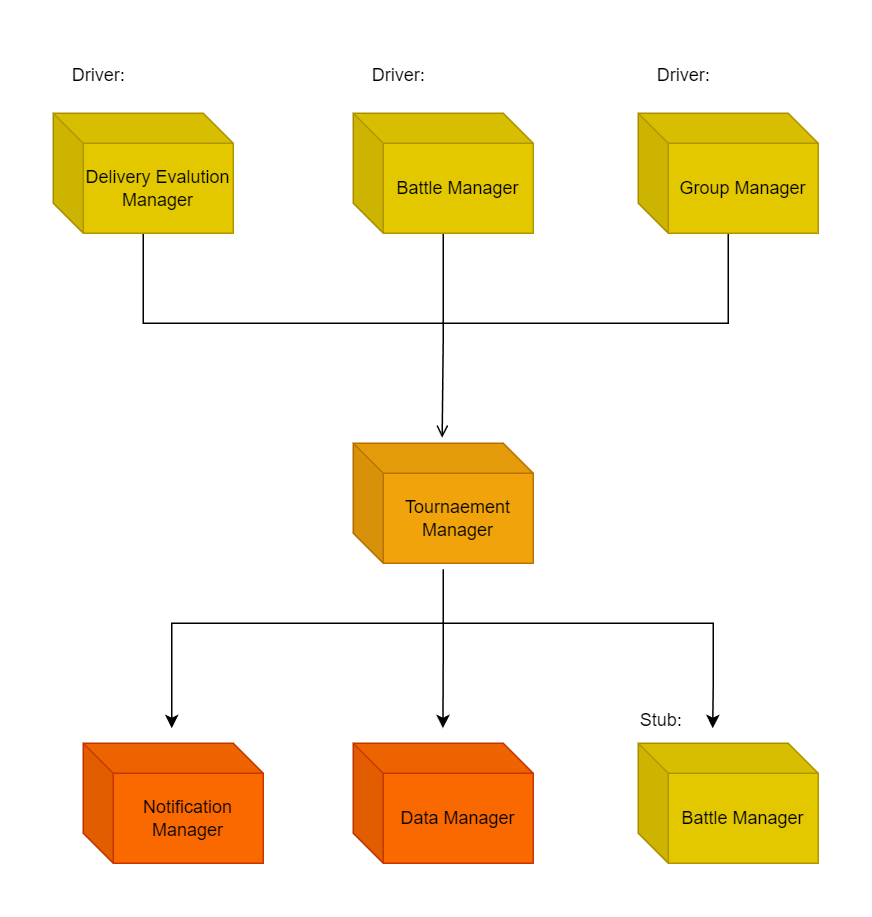 Driver:
Driver:
Driver:
Delivery Evalution
Manager
Battle Manager
Group Manager
Tournaement
Manager
Stub:
Notification
Manager
Data Manager
Battle Manager